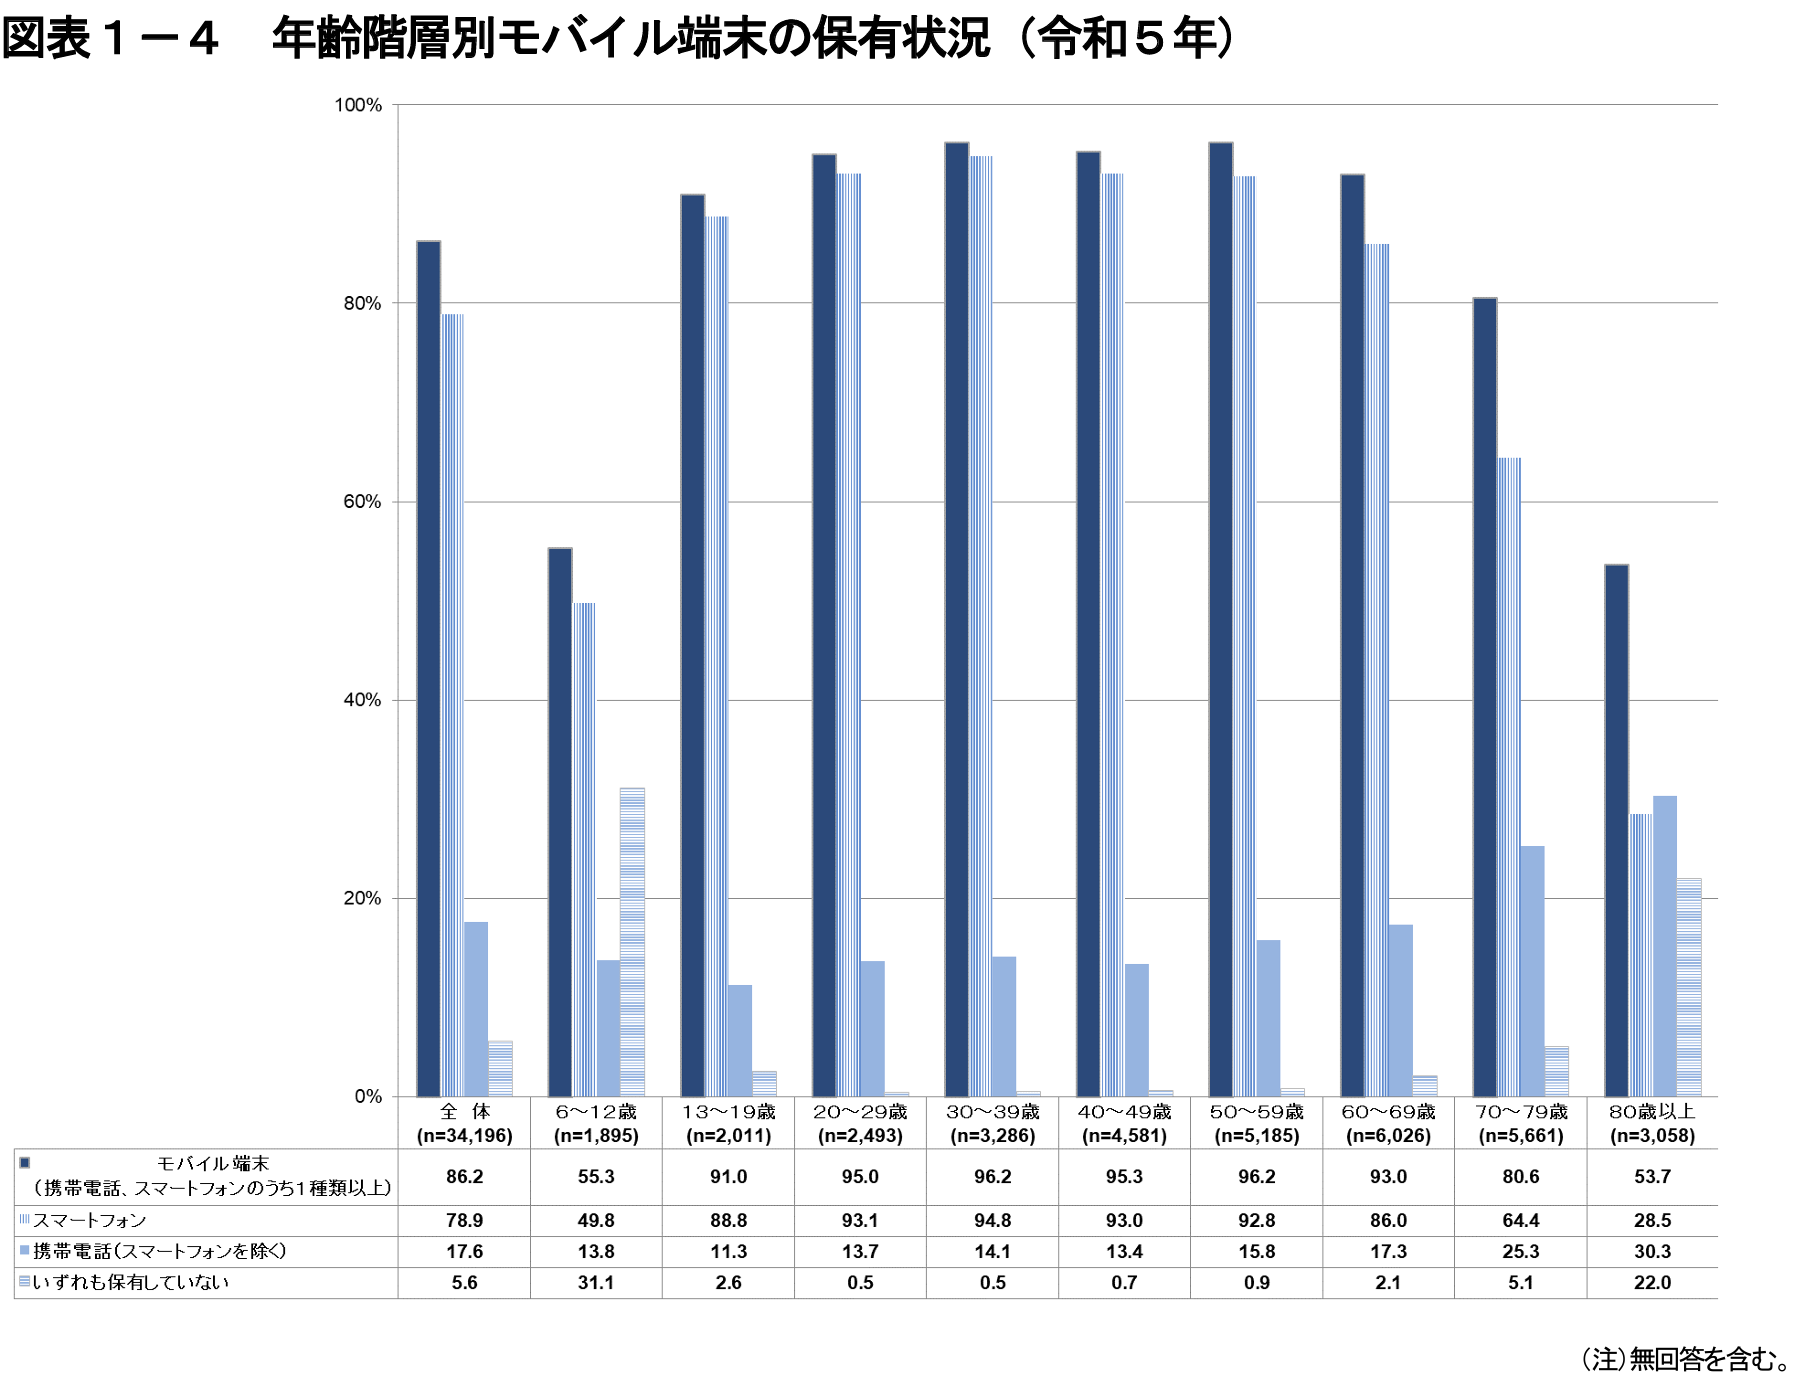 図表１－４　年齢階層別モバイル端末の保有状況（令和５年）
100%
80%
60%
40%
20%
0%
全　体 6～12歳 13～19歳 20～29歳 30～39歳 40～49歳 50～59歳 60～69歳 70～79歳 80歳以上
(n=34,196) (n=1,895) (n=2,011) (n=2,493) (n=3,286) (n=4,581) (n=5,185) (n=6,026) (n=5,661) (n=3,058)
モバイル端末
（携帯電話、スマートフォンのうち１種類以上） 86.2 55.3 91.0 95.0 96.2 95.3 96.2 93.0 80.6 53.7
スマートフォン 78.9 49.8 88.8 93.1 94.8 93.0 92.8 86.0 64.4 28.5
携帯電話（スマートフォンを除く） 17.6 13.8 11.3 13.7 14.1 13.4 15.8 17.3 25.3 30.3
いずれも保有していない 5.6 31.1 2.6 0.5 0.5 0.7 0.9 2.1 5.1 22.0
（注）無回答を含む。